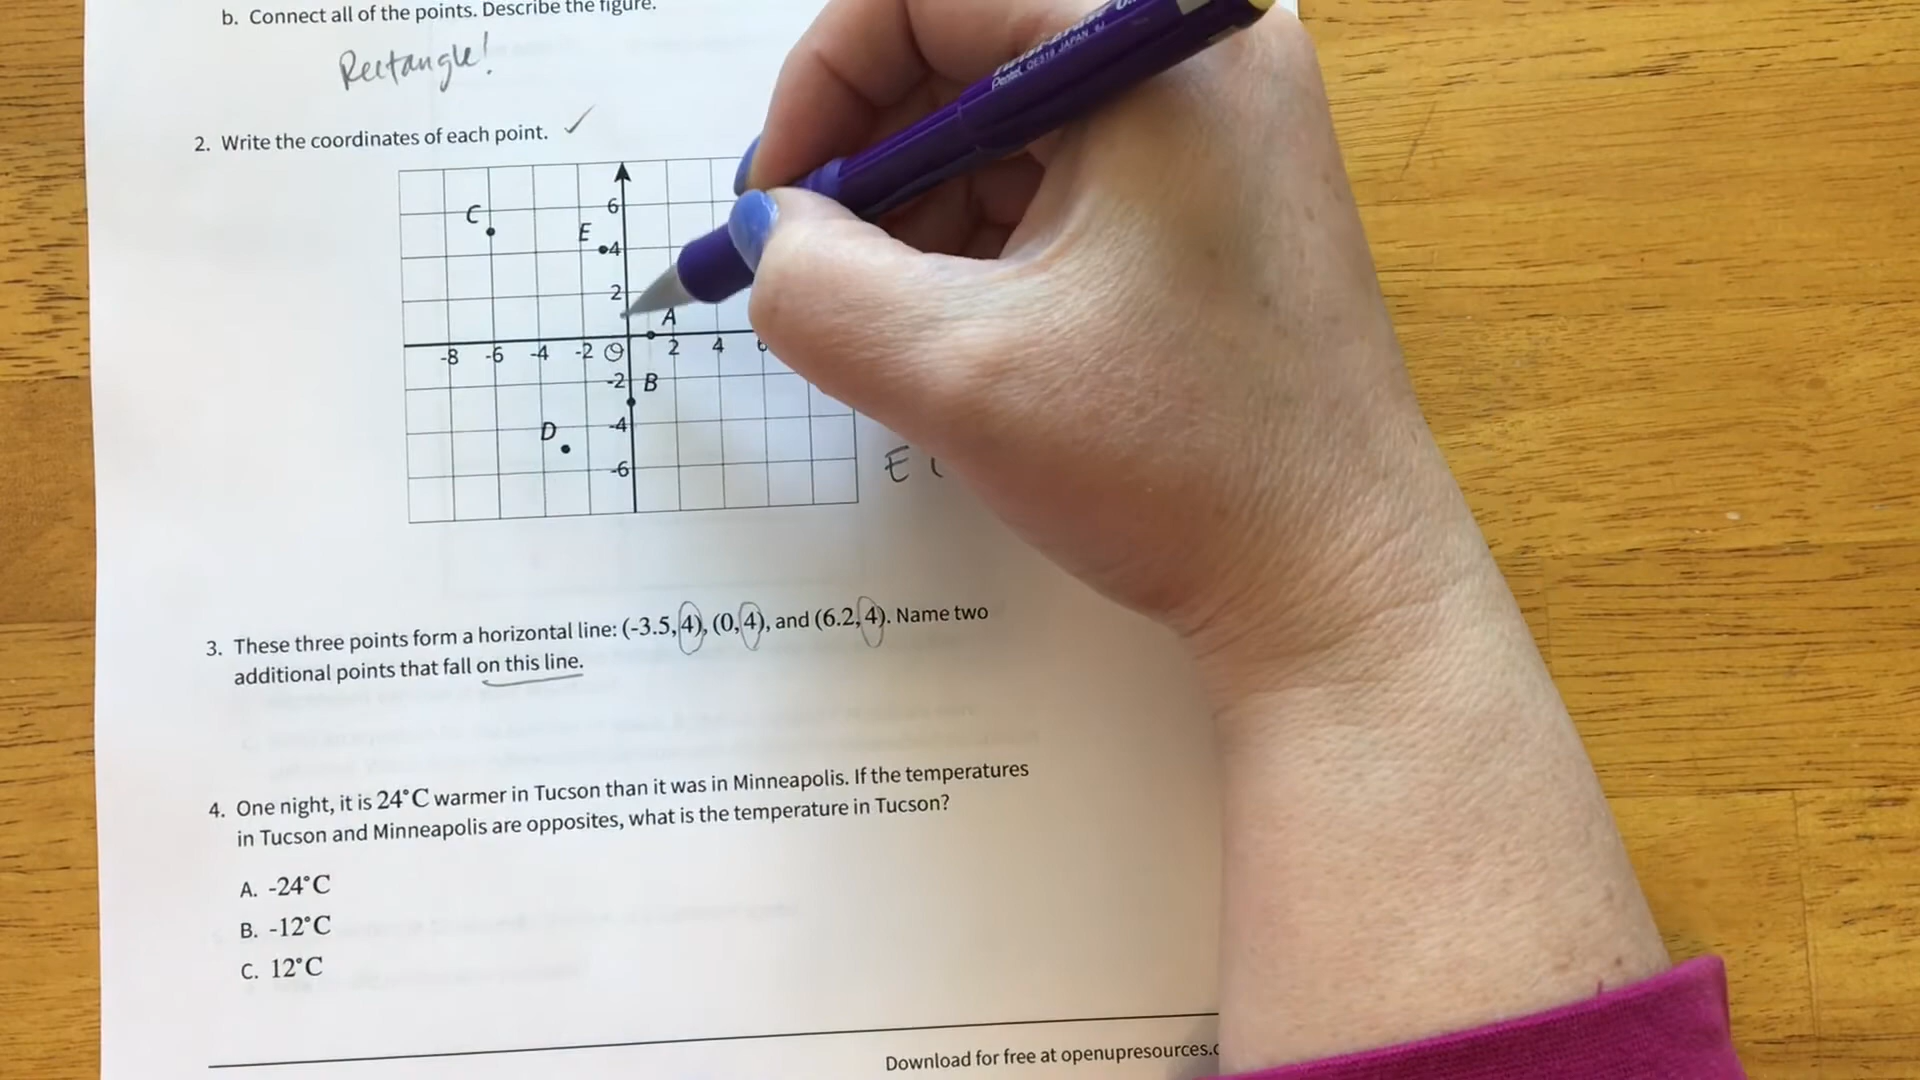 b. Connect all of the points. Describe the figure.
Rectangle!
2. Write the coordinates of each point. ✓
C
6
E
4
2
A
-8 -6 -4 -2 O 2 4 6
-2 B
D -4
-6
E (
3. These three points form a horizontal line: (-3.5, 4), (0, 4), and (6.2, 4). Name two
additional points that fall on this line.
4. One night, it is 24°C warmer in Tucson than it was in Minneapolis. If the temperatures
in Tucson and Minneapolis are opposites, what is the temperature in Tucson?
A. -24°C
B. -12°C
C. 12°C
Download for free at openupresources.
Pentel QE519 JAPAN